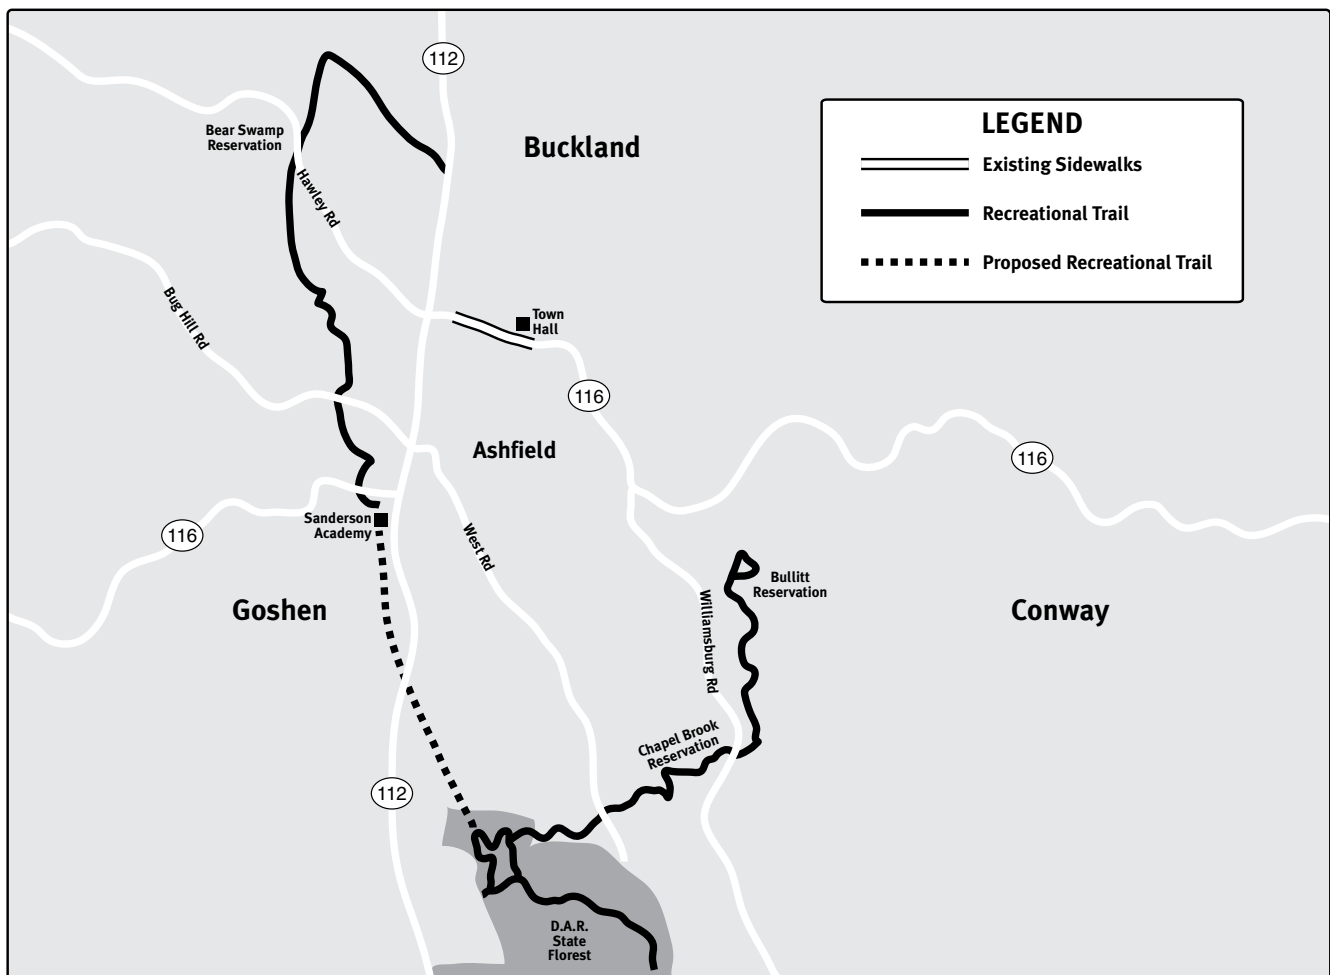 112
Bear Swamp
Reservation
Buckland
LEGEND
Existing Sidewalks
Recreational Trail
Proposed Recreational Trail
Hawley Rd
Bug Hill Rd
Town
Hall
116
Ashfield
116
Sanderson
Academy
116
West Rd
Bullitt
Reservation
Goshen
Williamsburg Rd
Conway
Chapel Brook
Reservation
112
D.A.R.
State
Florest